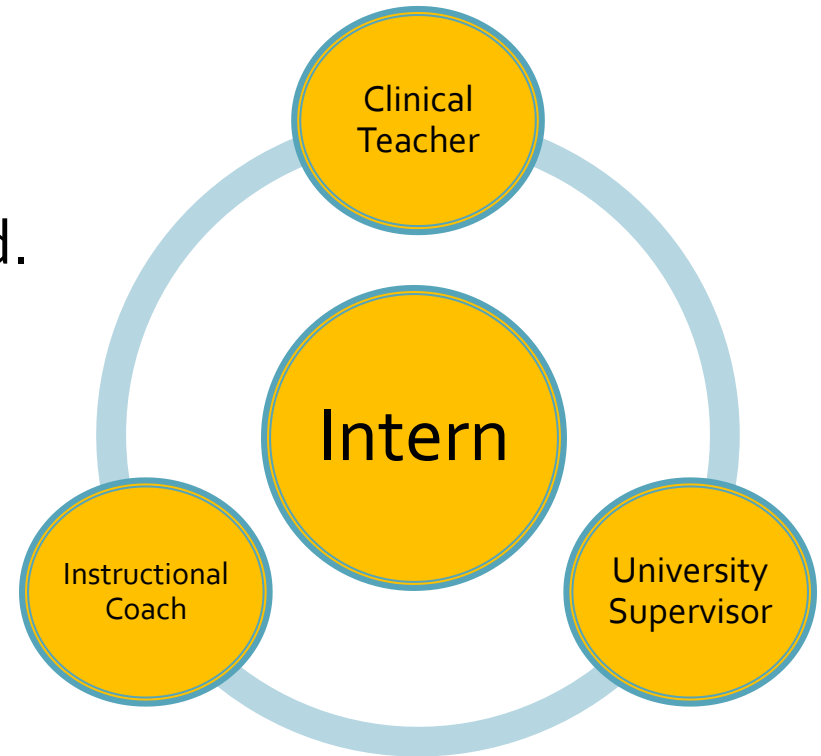 Clinical
Teacher
d.
Intern
Instructional
Coach
University
Supervisor